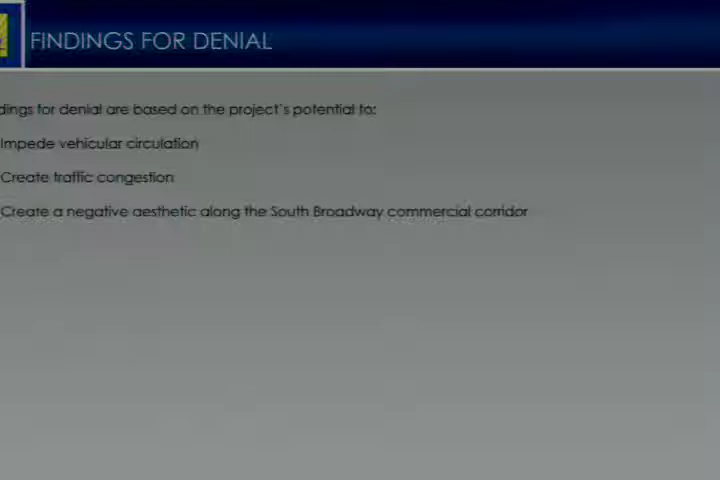 FINDINGS FOR DENIAL
dings for denial are based on the project's potential to:
Impede vehicular circulation
Create traffic congestion
Create a negative aesthetic along the South Broadway commercial corridor